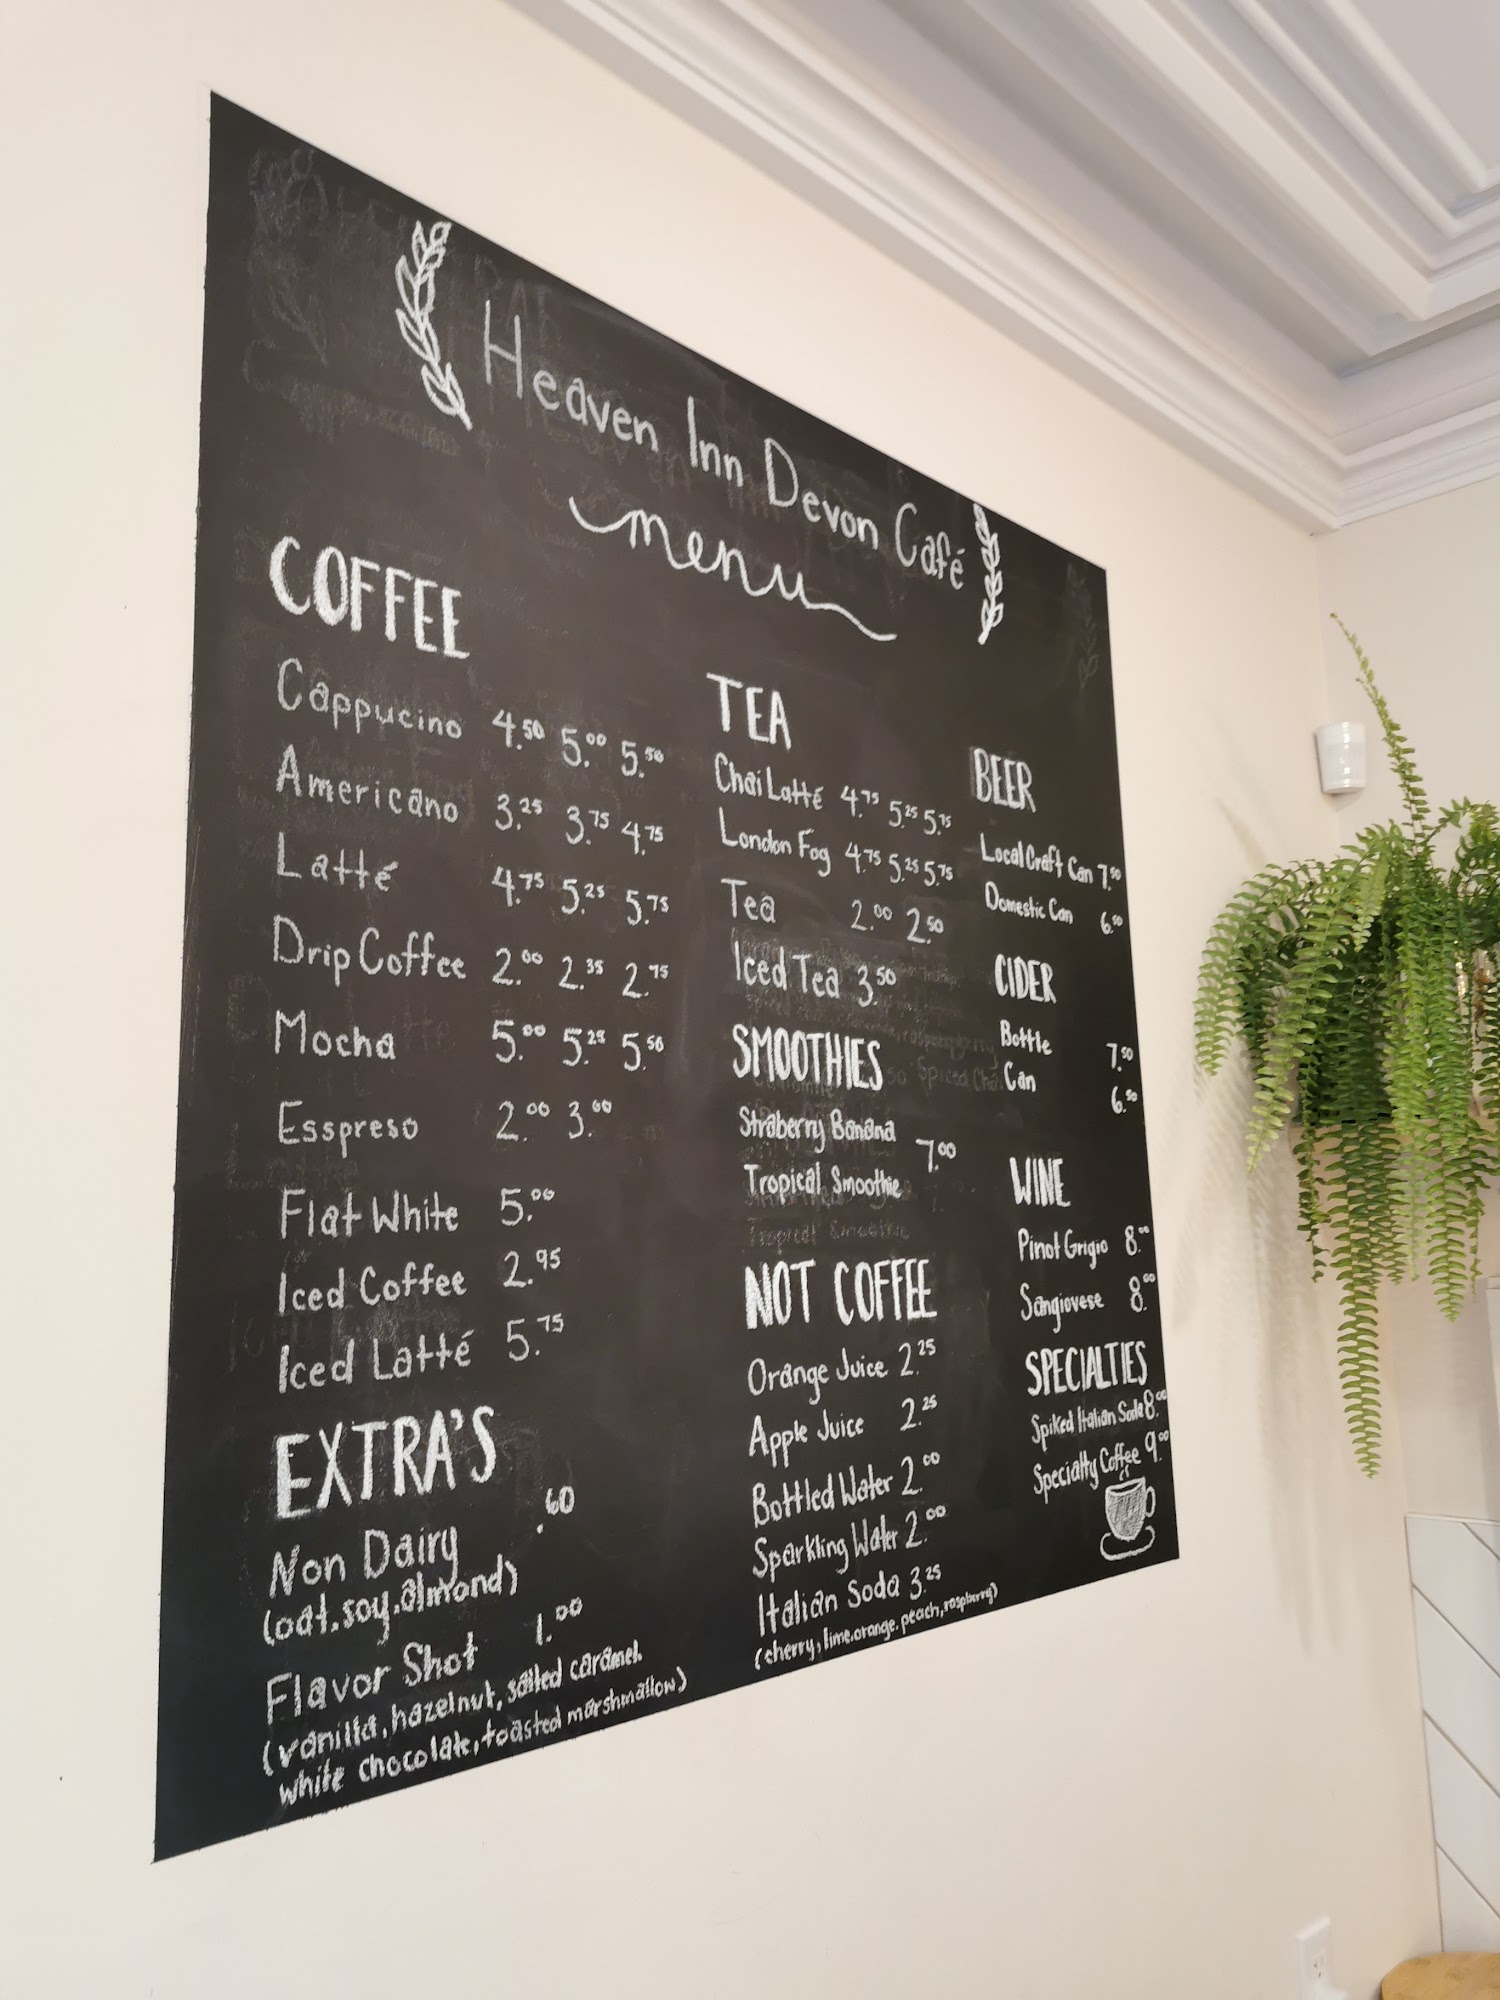 Heaven Inn Devon Café
menu
COFFEE
Cappucino 4.50 5.00 5.50
Americano 3.25 3.75 4.75
Latté 4.75 5.25 5.75
Drip Coffee 2.00 2.35 2.75
Mocha 5.00 5.25 5.50
Esspreso 2.00 3.00
Flat White 5.00
Iced Coffee 2.95
Iced Latté 5.75
EXTRA'S
Non Dairy .60
(oat, soy, almond)
Flavor Shot 1.00
(vanilla, hazelnut, salted caramel,
white chocolate, toasted marshmallow)
TEA
Chai Latté 4.75 5.25 5.75
London Fog 4.75 5.25 5.75
Tea 2.00 2.50
Iced Tea 3.50
SMOOTHIES
Straberry Banana
7.00
Tropical Smoothie
NOT COFFEE
Orange Juice 2.25
Apple Juice 2.25
Bottled Water 2.00
Sparkling Water 2.00
Italian Soda 3.25
(cherry, lime, orange, peach, raspberry)
BEER
Local Craft Can 7.50
Domestic Can 6.50
CIDER
Bottle 7.50
Can 6.50
WINE
Pinot Grigio 8.00
Sangiovese 8.00
SPECIALTIES
Spiked Italian Soda 8.00
Specialty Coffee 9.00